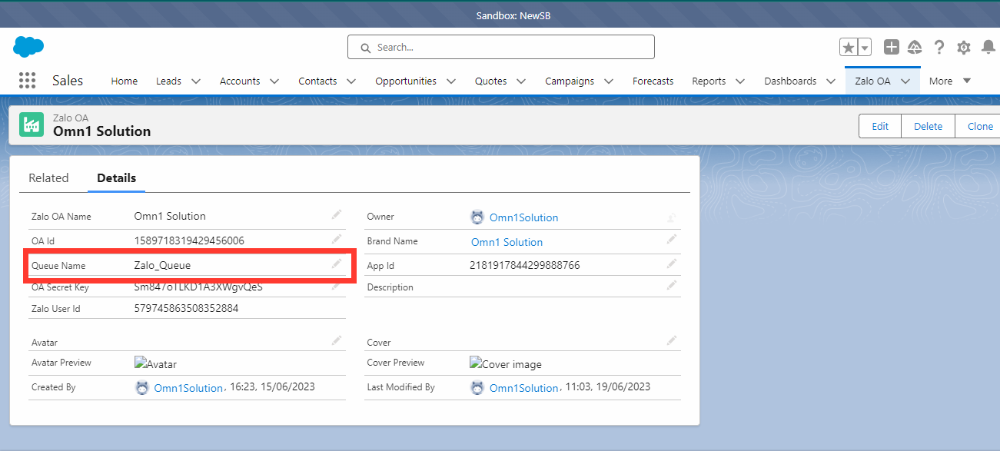 Sandbox: NewSB
Search...
Sales Home Leads Accounts Contacts Opportunities Quotes Campaigns Forecasts Reports Dashboards Zalo OA More
Zalo OA
Omn1 Solution
Edit Delete Clone
Related Details
Zalo OA Name Omn1 Solution Owner Omn1Solution
OA Id 1589718319429456006 Brand Name Omn1 Solution
Queue Name Zalo_Queue App Id 2181917844299888766
OA Secret Key Sm847oTLKD1A3XWgvQeS Description
Zalo User Id 579745863508352884
Avatar Cover
Avatar Preview Avatar Cover Preview Cover image
Created By Omn1Solution, 16:23, 15/06/2023 Last Modified By Omn1Solution, 11:03, 19/06/2023